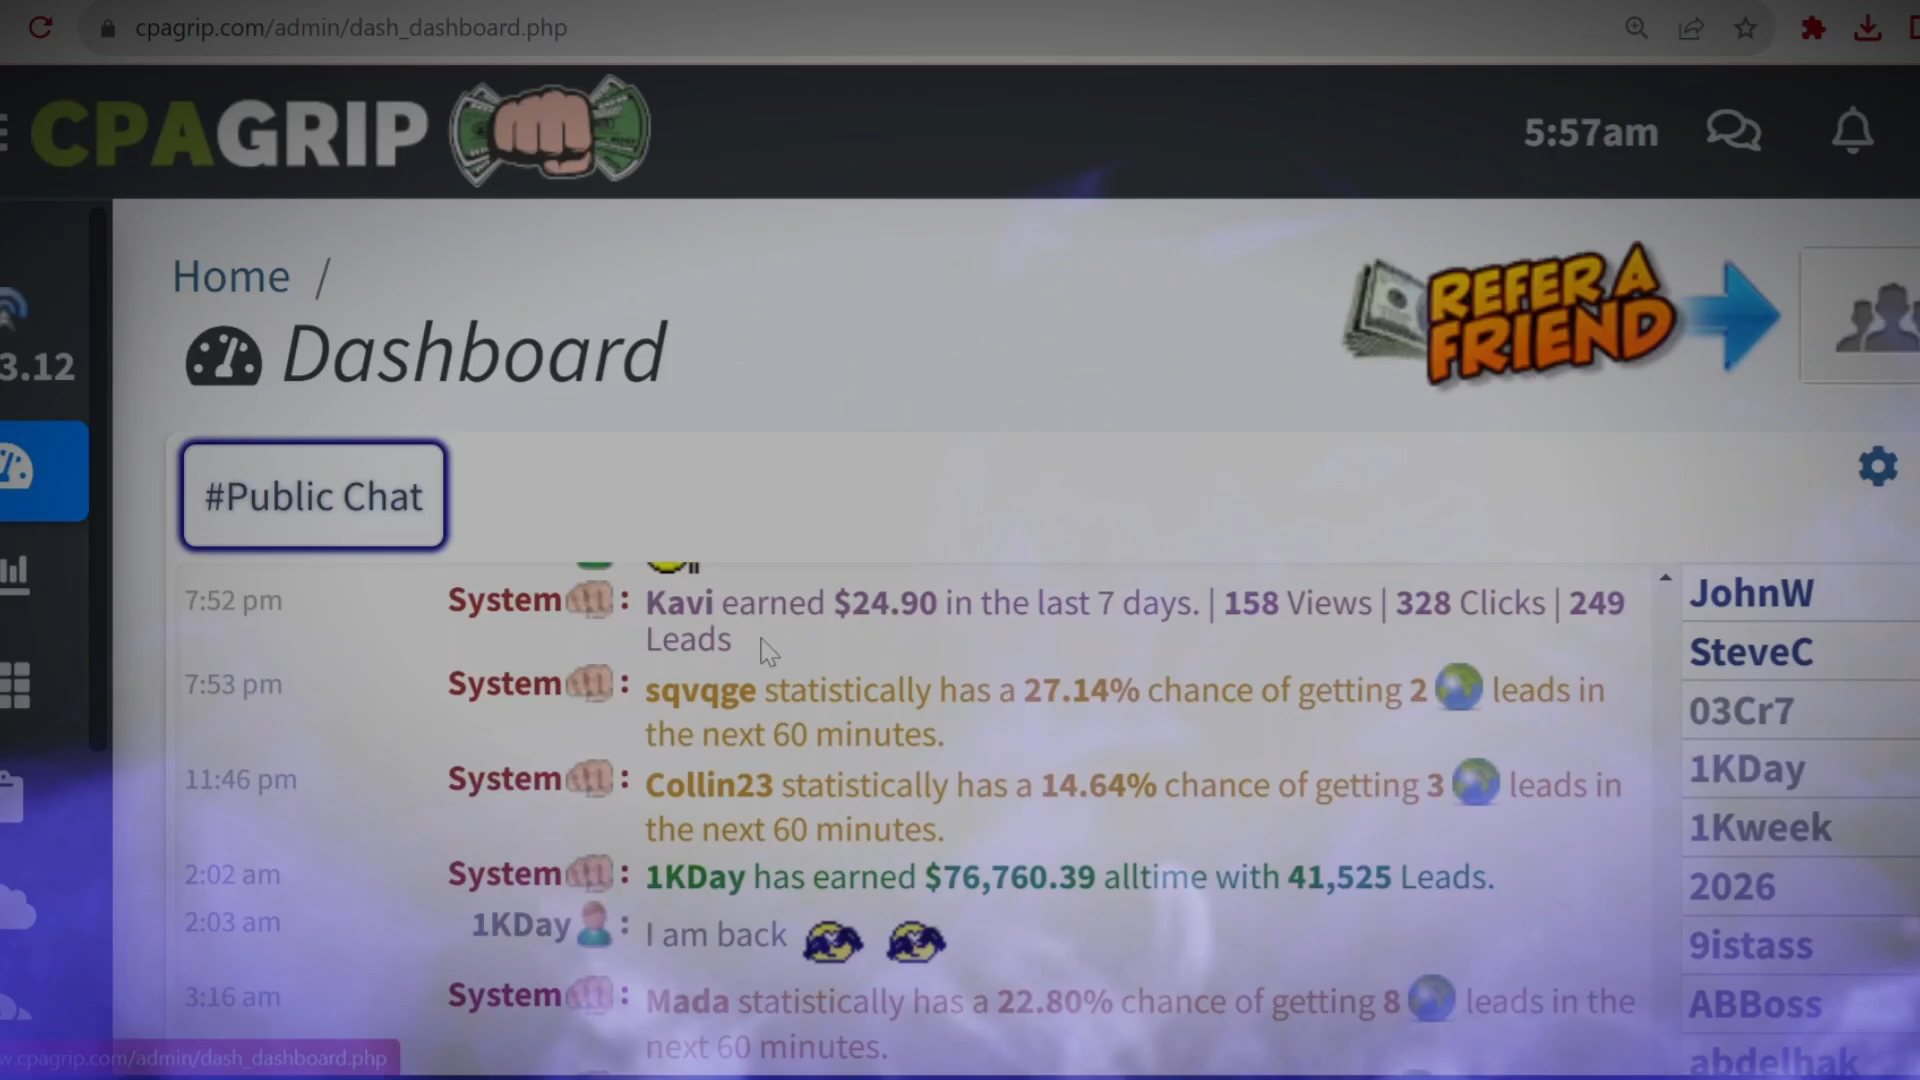 cpagrip.com/admin/dash_dashboard.php
CPAGRIP
5:57am
Home /
Dashboard
REFER A
FRIEND
3.12
#Public Chat
7:52 pm System: Kavi earned $24.90 in the last 7 days. | 158 Views | 328 Clicks | 249
Leads
7:53 pm System: sqvqge statistically has a 27.14% chance of getting 2 leads in
the next 60 minutes.
11:46 pm System: Collin23 statistically has a 14.64% chance of getting 3 leads in
the next 60 minutes.
2:02 am System: 1KDay has earned $76,760.39 alltime with 41,525 Leads.
2:03 am 1KDay: I am back
3:16 am System: Mada statistically has a 22.80% chance of getting 8 leads in the
next 60 minutes.
JohnW
SteveC
03Cr7
1KDay
1Kweek
2026
9istass
ABBoss
abdelhak
w.cpagrip.com/admin/dash_dashboard.php